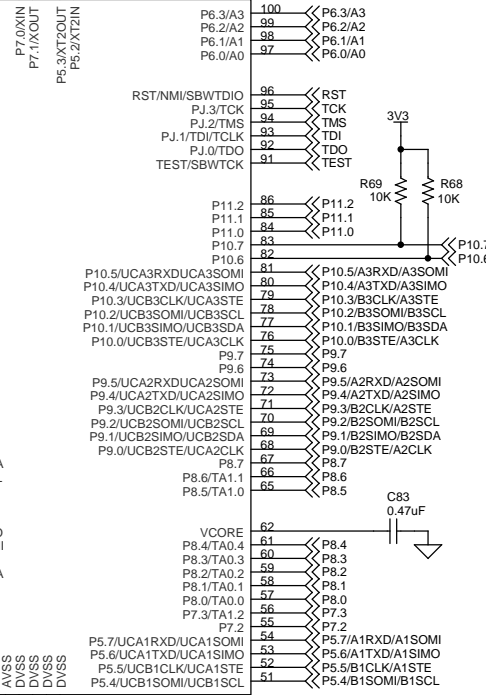 P7.0/XIN
P7.1/XOUT
P5.3/XT2OUT
P5.2/XT2IN
P6.3/A3 100 P6.3/A3
P6.2/A2 99 P6.2/A2
P6.1/A1 98 P6.1/A1
P6.0/A0 97 P6.0/A0
RST/NMI/SBWTDIO 96 RST
PJ.3/TCK 95 TCK
PJ.2/TMS 94 TMS
PJ.1/TDI/TCLK 93 TDI
PJ.0/TDO 92 TDO
TEST/SBWTCK 91 TEST
3V3
R69
10K
R68
10K
P11.2 86 P11.2
P11.1 85 P11.1
P11.0 84 P11.0
P10.7 83 P10.7
P10.6 82 P10.6
P10.5/UCA3RXDUCA3SOMI 81 P10.5/A3RXD/A3SOMI
P10.4/UCA3TXD/UCA3SIMO 80 P10.4/A3TXD/A3SIMO
P10.3/UCB3CLK/UCA3STE 79 P10.3/B3CLK/A3STE
P10.2/UCB3SOMI/UCB3SCL 78 P10.2/B3SOMI/B3SCL
P10.1/UCB3SIMO/UCB3SDA 77 P10.1/B3SIMO/B3SDA
P10.0/UCB3STE/UCA3CLK 76 P10.0/B3STE/A3CLK
P9.7 75 P9.7
P9.6 74 P9.6
P9.5/UCA2RXDUCA2SOMI 73 P9.5/A2RXD/A2SOMI
P9.4/UCA2TXD/UCA2SIMO 72 P9.4/A2TXD/A2SIMO
P9.3/UCB2CLK/UCA2STE 71 P9.3/B2CLK/A2STE
P9.2/UCB2SOMI/UCB2SCL 70 P9.2/B2SOMI/B2SCL
P9.1/UCB2SIMO/UCB2SDA 69 P9.1/B2SIMO/B2SDA
P9.0/UCB2STE/UCA2CLK 68 P9.0/B2STE/A2CLK
P8.7 67 P8.7
P8.6/TA1.1 66 P8.6
P8.5/TA1.0 65 P8.5
C83
0.47uF
VCORE 62
P8.4/TA0.4 61 P8.4
P8.3/TA0.3 60 P8.3
P8.2/TA0.2 59 P8.2
P8.1/TA0.1 58 P8.1
P8.0/TA0.0 57 P8.0
P7.3/TA1.2 56 P7.3
P7.2 55 P7.2
P5.7/UCA1RXD/UCA1SOMI 54 P5.7/A1RXD/A1SOMI
P5.6/UCA1TXD/UCA1SIMO 53 P5.6/A1TXD/A1SIMO
P5.5/UCB1CLK/UCA1STE 52 P5.5/B1CLK/A1STE
P5.4/UCB1SOMI/UCB1SCL 51 P5.4/B1SOMI/B1SCL
AVSS
DVSS
DVSS
DVSS
DVSS